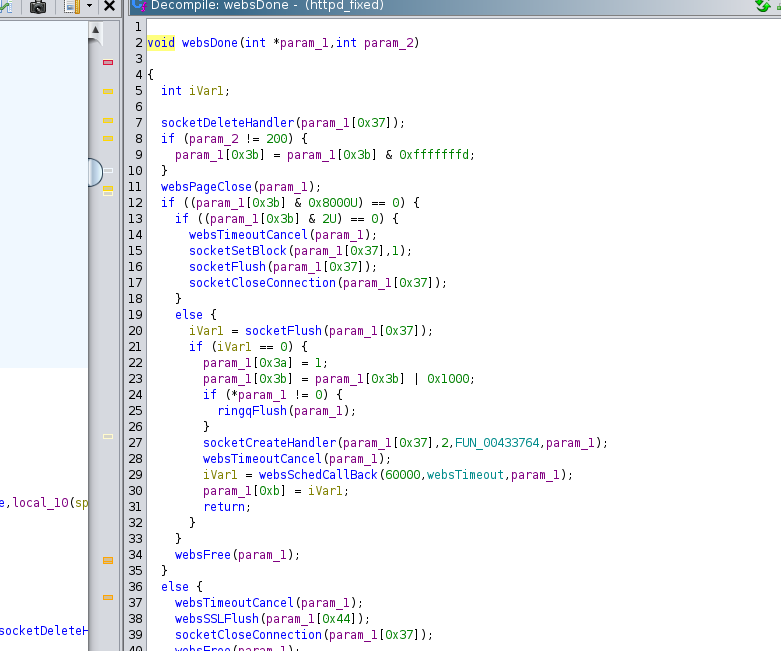 Decompile: websDone - (httpd_fixed)
1
2 void websDone(int *param_1,int param_2)
3
4 {
5 int iVar1;
6
7 socketDeleteHandler(param_1[0x37]);
8 if (param_2 != 200) {
9 param_1[0x3b] = param_1[0x3b] & 0xfffffffd;
10 }
11 websPageClose(param_1);
12 if ((param_1[0x3b] & 0x8000U) == 0) {
13 if ((param_1[0x3b] & 2U) == 0) {
14 websTimeoutCancel(param_1);
15 socketSetBlock(param_1[0x37],1);
16 socketFlush(param_1[0x37]);
17 socketCloseConnection(param_1[0x37]);
18 }
19 else {
20 iVar1 = socketFlush(param_1[0x37]);
21 if (iVar1 == 0) {
22 param_1[0x3a] = 1;
23 param_1[0x3b] = param_1[0x3b] | 0x1000;
24 if (*param_1 != 0) {
25 ringqFlush(param_1);
26 }
27 socketCreateHandler(param_1[0x37],2,FUN_00433764,param_1);
28 websTimeoutCancel(param_1);
29 iVar1 = websSchedCallBack(60000,websTimeout,param_1);
30 param_1[0xb] = iVar1;
e,local_10(sp
31 return;
32 }
33 }
34 websFree(param_1);
35 }
36 else {
37 websTimeoutCancel(param_1);
38 websSSLFlush(param_1[0x44]);
socketDeleteH
39 socketCloseConnection(param_1[0x37]);
40 websFree(param_1);